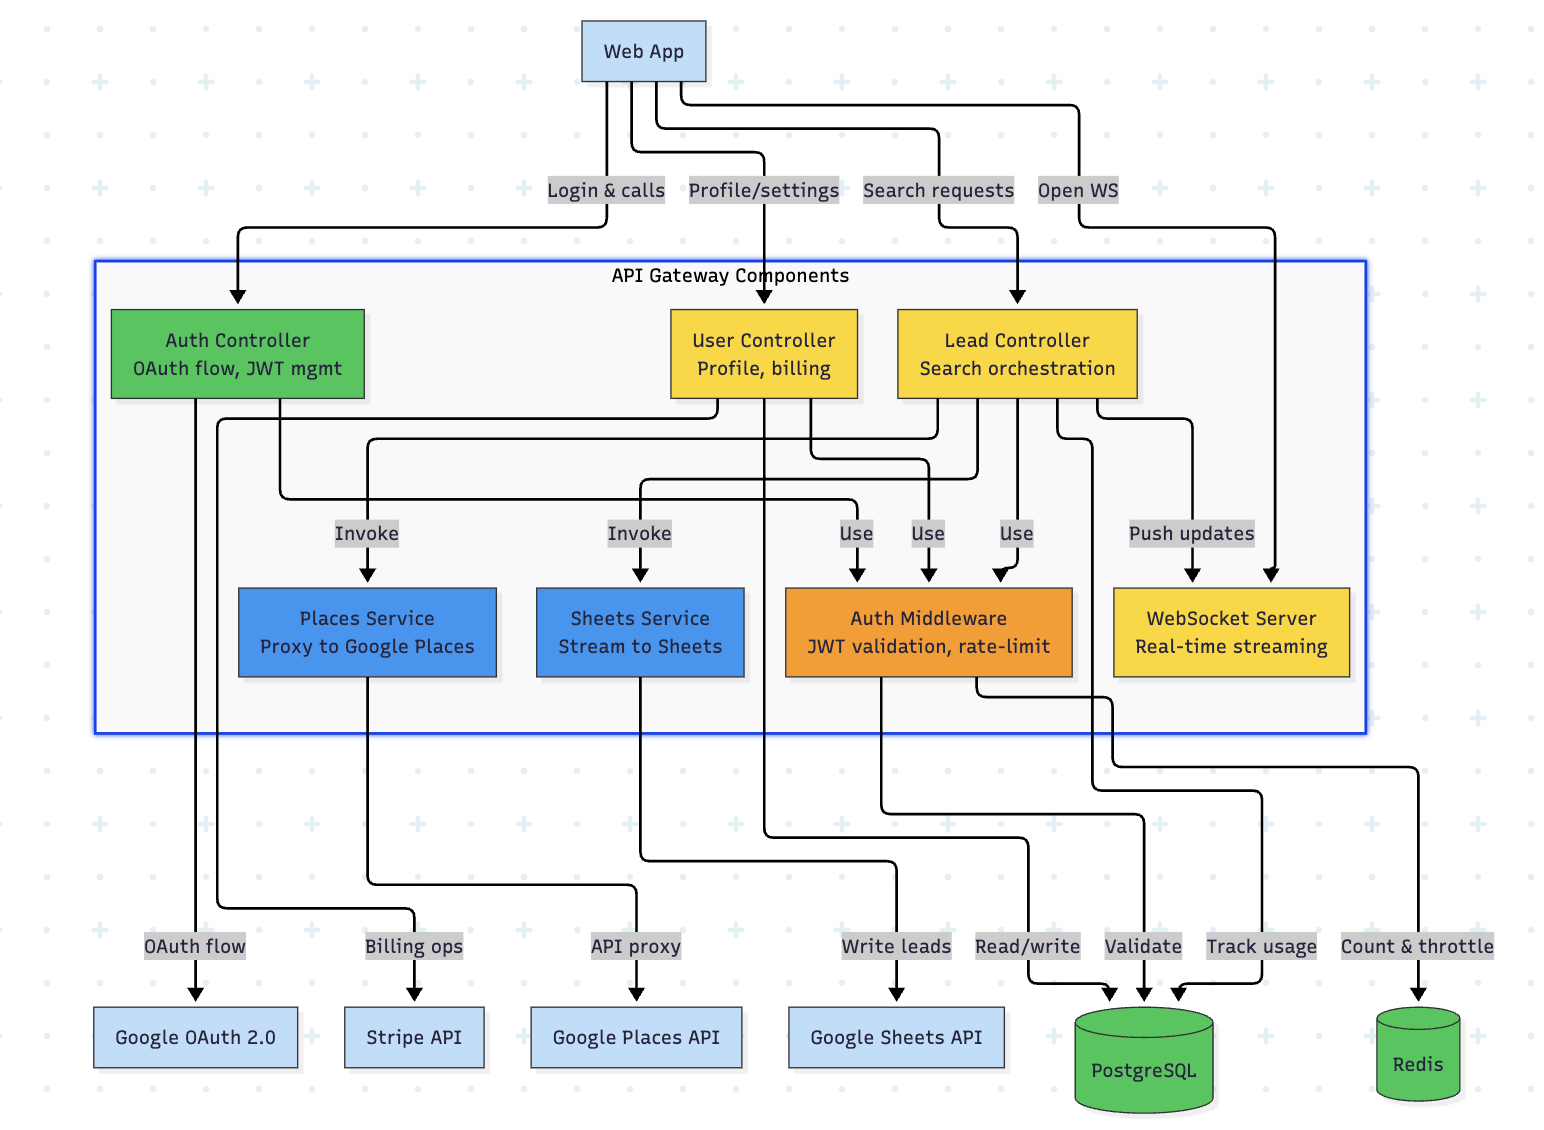 Web App
Login & calls
Profile/settings
Search requests
Open WS
API Gateway Components
Auth Controller
OAuth flow, JWT mgmt
User Controller
Profile, billing
Lead Controller
Search orchestration
Invoke
Invoke
Use
Use
Use
Push updates
Places Service
Proxy to Google Places
Sheets Service
Stream to Sheets
Auth Middleware
JWT validation, rate-limit
WebSocket Server
Real-time streaming
OAuth flow
Billing ops
API proxy
Write leads
Read/write
Validate
Track usage
Count & throttle
Google OAuth 2.0
Stripe API
Google Places API
Google Sheets API
PostgreSQL
Redis